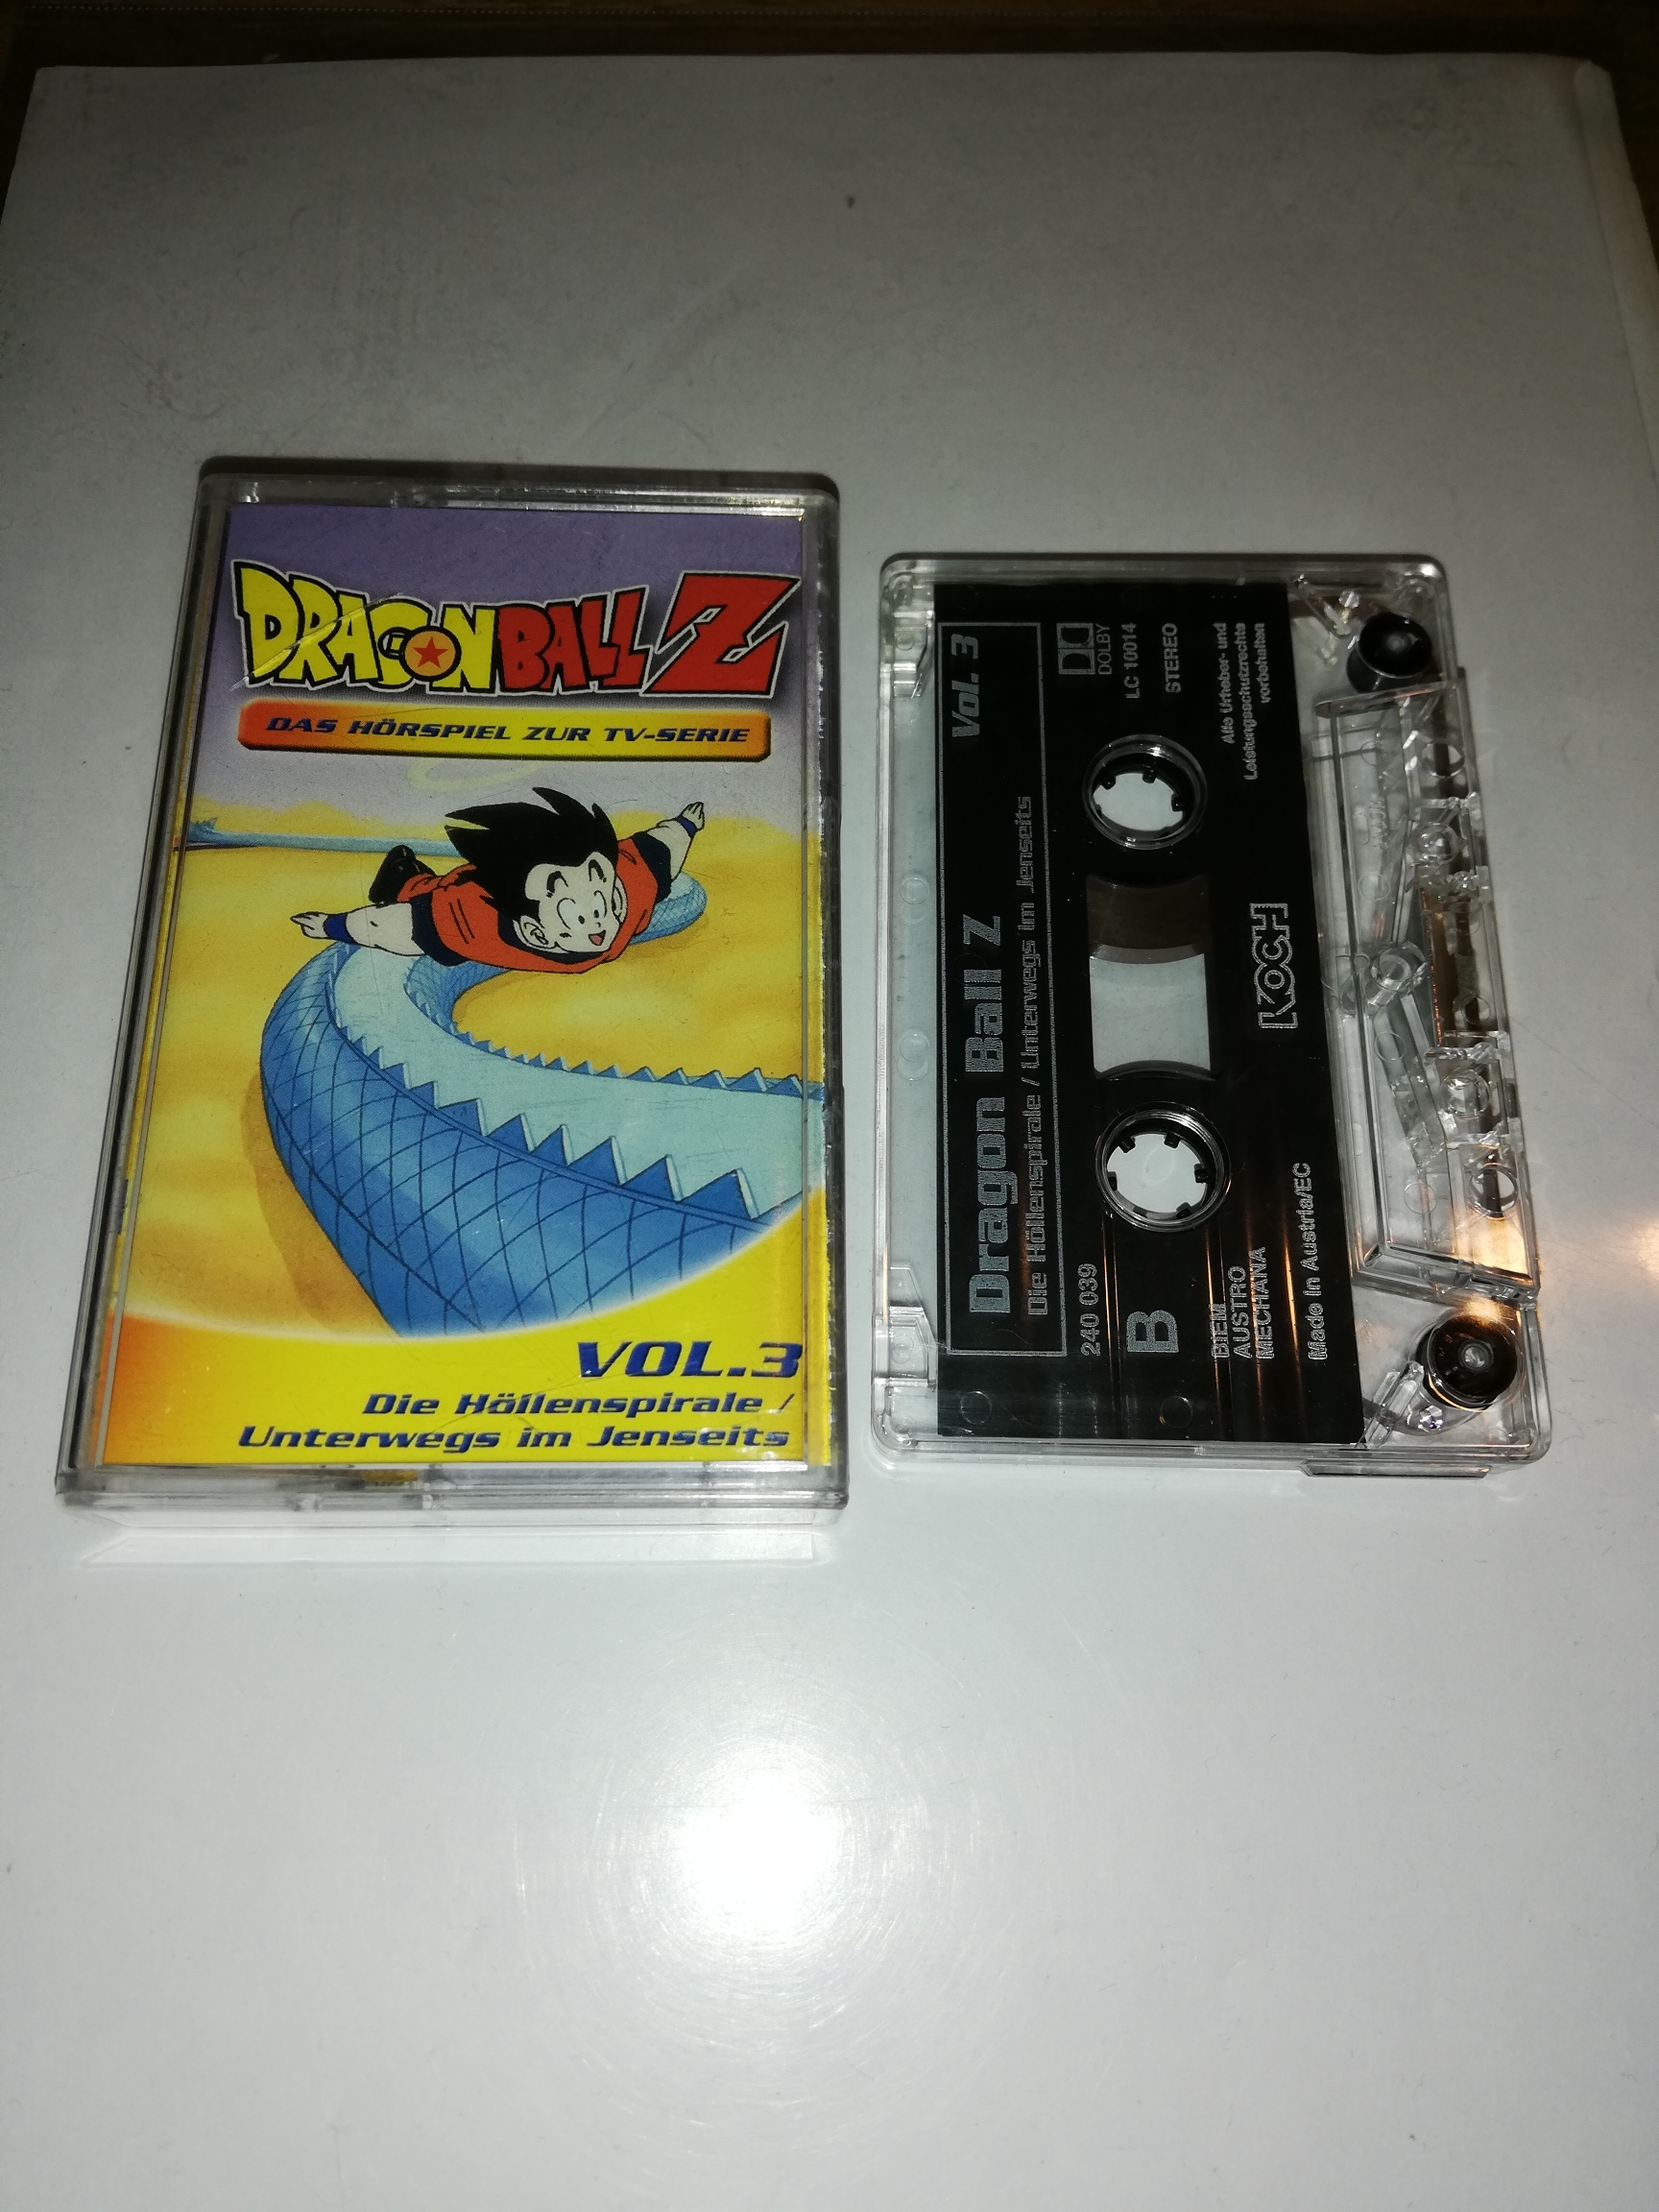 DRAGON BALL Z
DAS HÖRSPIEL ZUR TV-SERIE
VOL.3
Die Höllenspirale /
Unterwegs im Jenseits
Dragon Ball Z Vol. 3
Die Höllenspirale / Unterwegs im Jenseits
240 039
DOLBY
LC 10014
STEREO
B
BIEM
AUSTRO
MECHANA
Alle Urheber- und
Leistungsschutzrechte
vorbehalten
KOCH
Made in Austria/EC